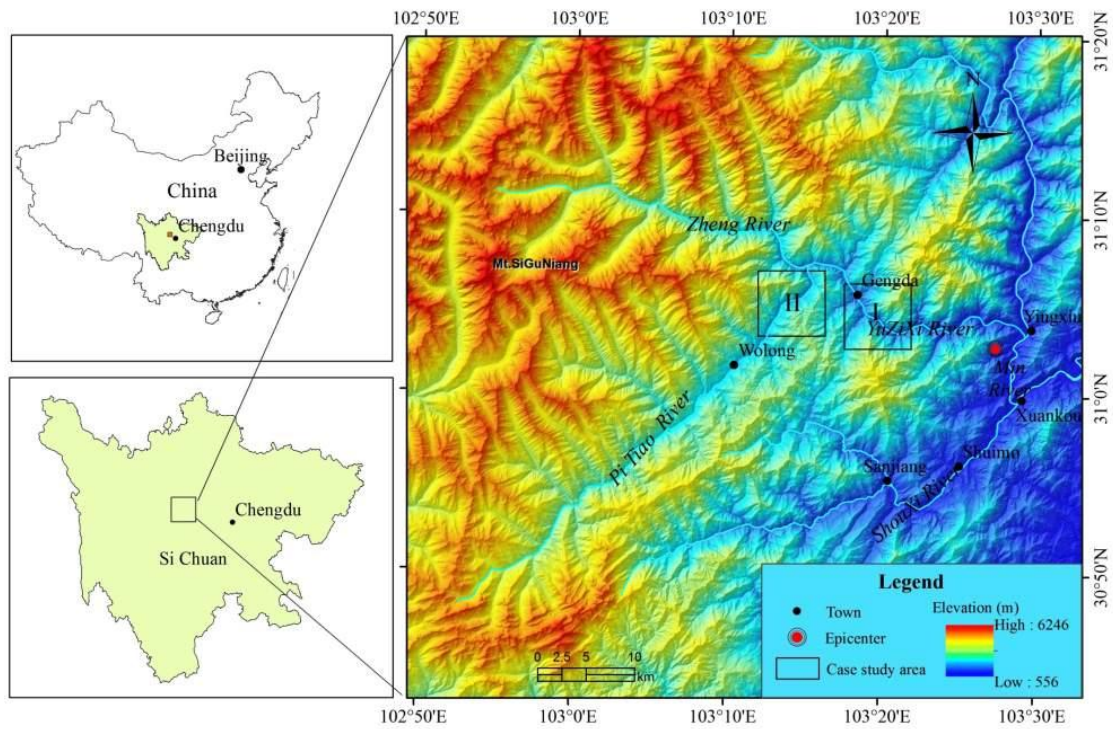 102°50'E
103°0'E
103°10'E
103°20'E
103°30'E
31°20'N
31°10'N
31°0'N
30°50'N
Beijing
China
Chengdu
Chengdu
Si Chuan
N
Zheng River
Mt.SiGuNiang
Gengda
II
I
YuZiXi River
Yingxiu
Wolong
Min
River
Xuankou
Pi Tiao River
Shuimo
Sanjiang
ShouXi River
Legend
Town
Epicenter
Case study area
Elevation (m)
High : 6246
Low : 556
0 2.5 5 10
km
102°50'E
103°0'E
103°10'E
103°20'E
103°30'E